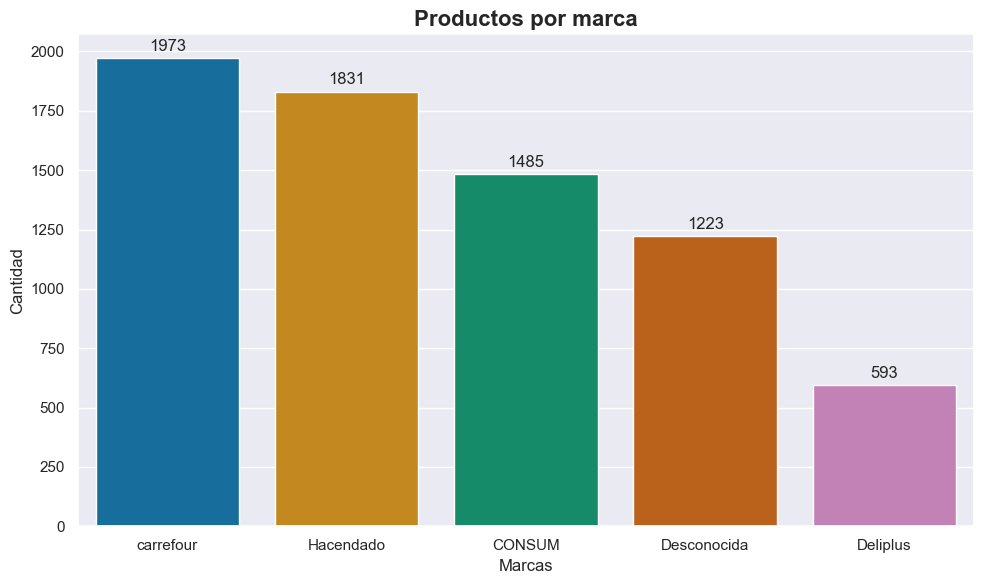 Productos por marca
Cantidad
2000
1750
1500
1250
1000
750
500
250
0
1973
1831
1485
1223
593
carrefour
Hacendado
CONSUM
Desconocida
Deliplus
Marcas